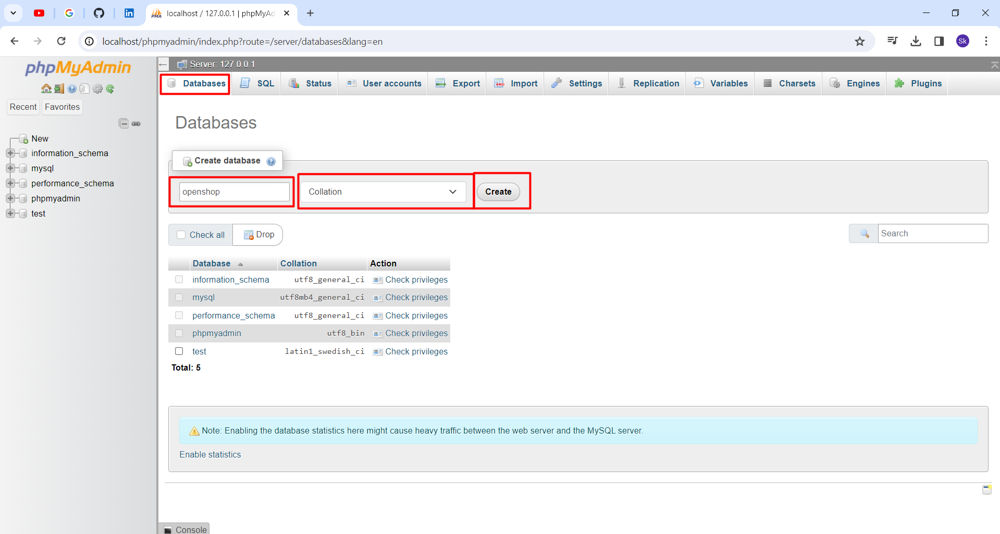 localhost / 127.0.0.1 | phpMyAd
localhost/phpmyadmin/index.php?route=/server/databases&lang=en
Sk
phpMyAdmin
Recent Favorites
New
information_schema
mysql
performance_schema
phpmyadmin
test
Server: 127.0.0.1
Databases SQL Status User accounts Export Import Settings Replication Variables Charsets Engines Plugins
Databases
Create database
openshop Collation Create
Check all Drop Search
Database Collation Action
information_schema utf8_general_ci Check privileges
mysql utf8mb4_general_ci Check privileges
performance_schema utf8_general_ci Check privileges
phpmyadmin utf8_bin Check privileges
test latin1_swedish_ci Check privileges
Total: 5
Note: Enabling the database statistics here might cause heavy traffic between the web server and the MySQL server.
Enable statistics
Console